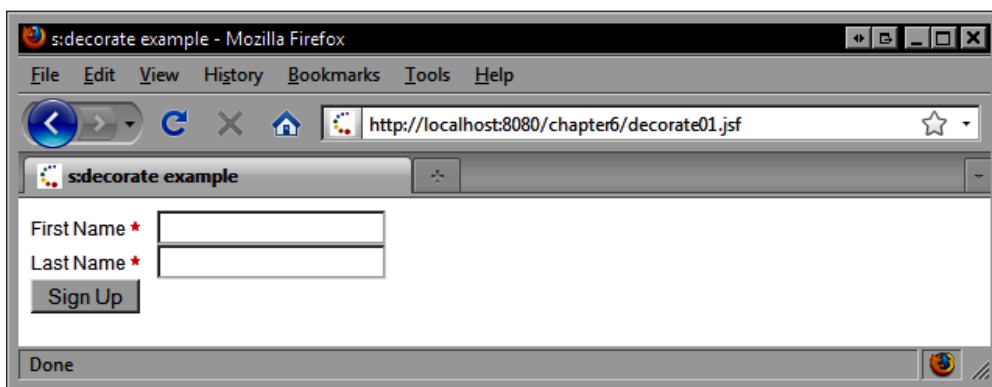 s:decorate example - Mozilla Firefox
File Edit View History Bookmarks Tools Help
http://localhost:8080/chapter6/decorate01.jsf
s:decorate example
First Name *
Last Name *
Sign Up
Done